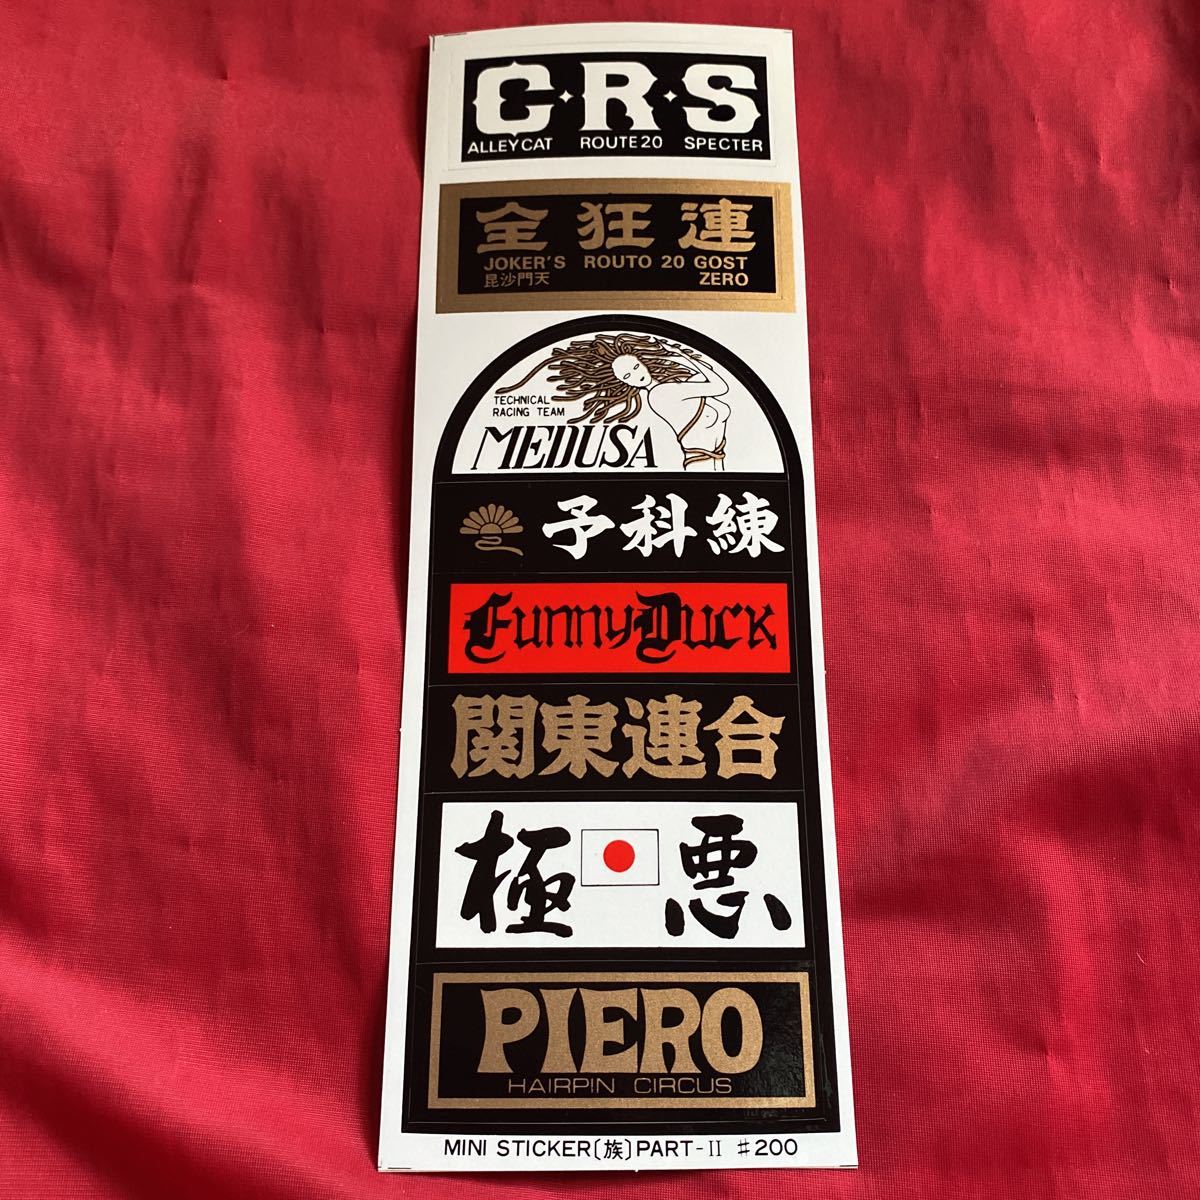 C·R·S
ALLEYCAT ROUTE20 SPECTER
全狂連
JOKER'S ROUTO 20 GOST
毘沙門天 ZERO
TECHNICAL
RACING TEAM
MEDUSA
予科練
FunnyDuck
関東連合
極悪
PIERO
HAIRPIN CIRCUS
MINI STICKER〔族〕PART-II #200